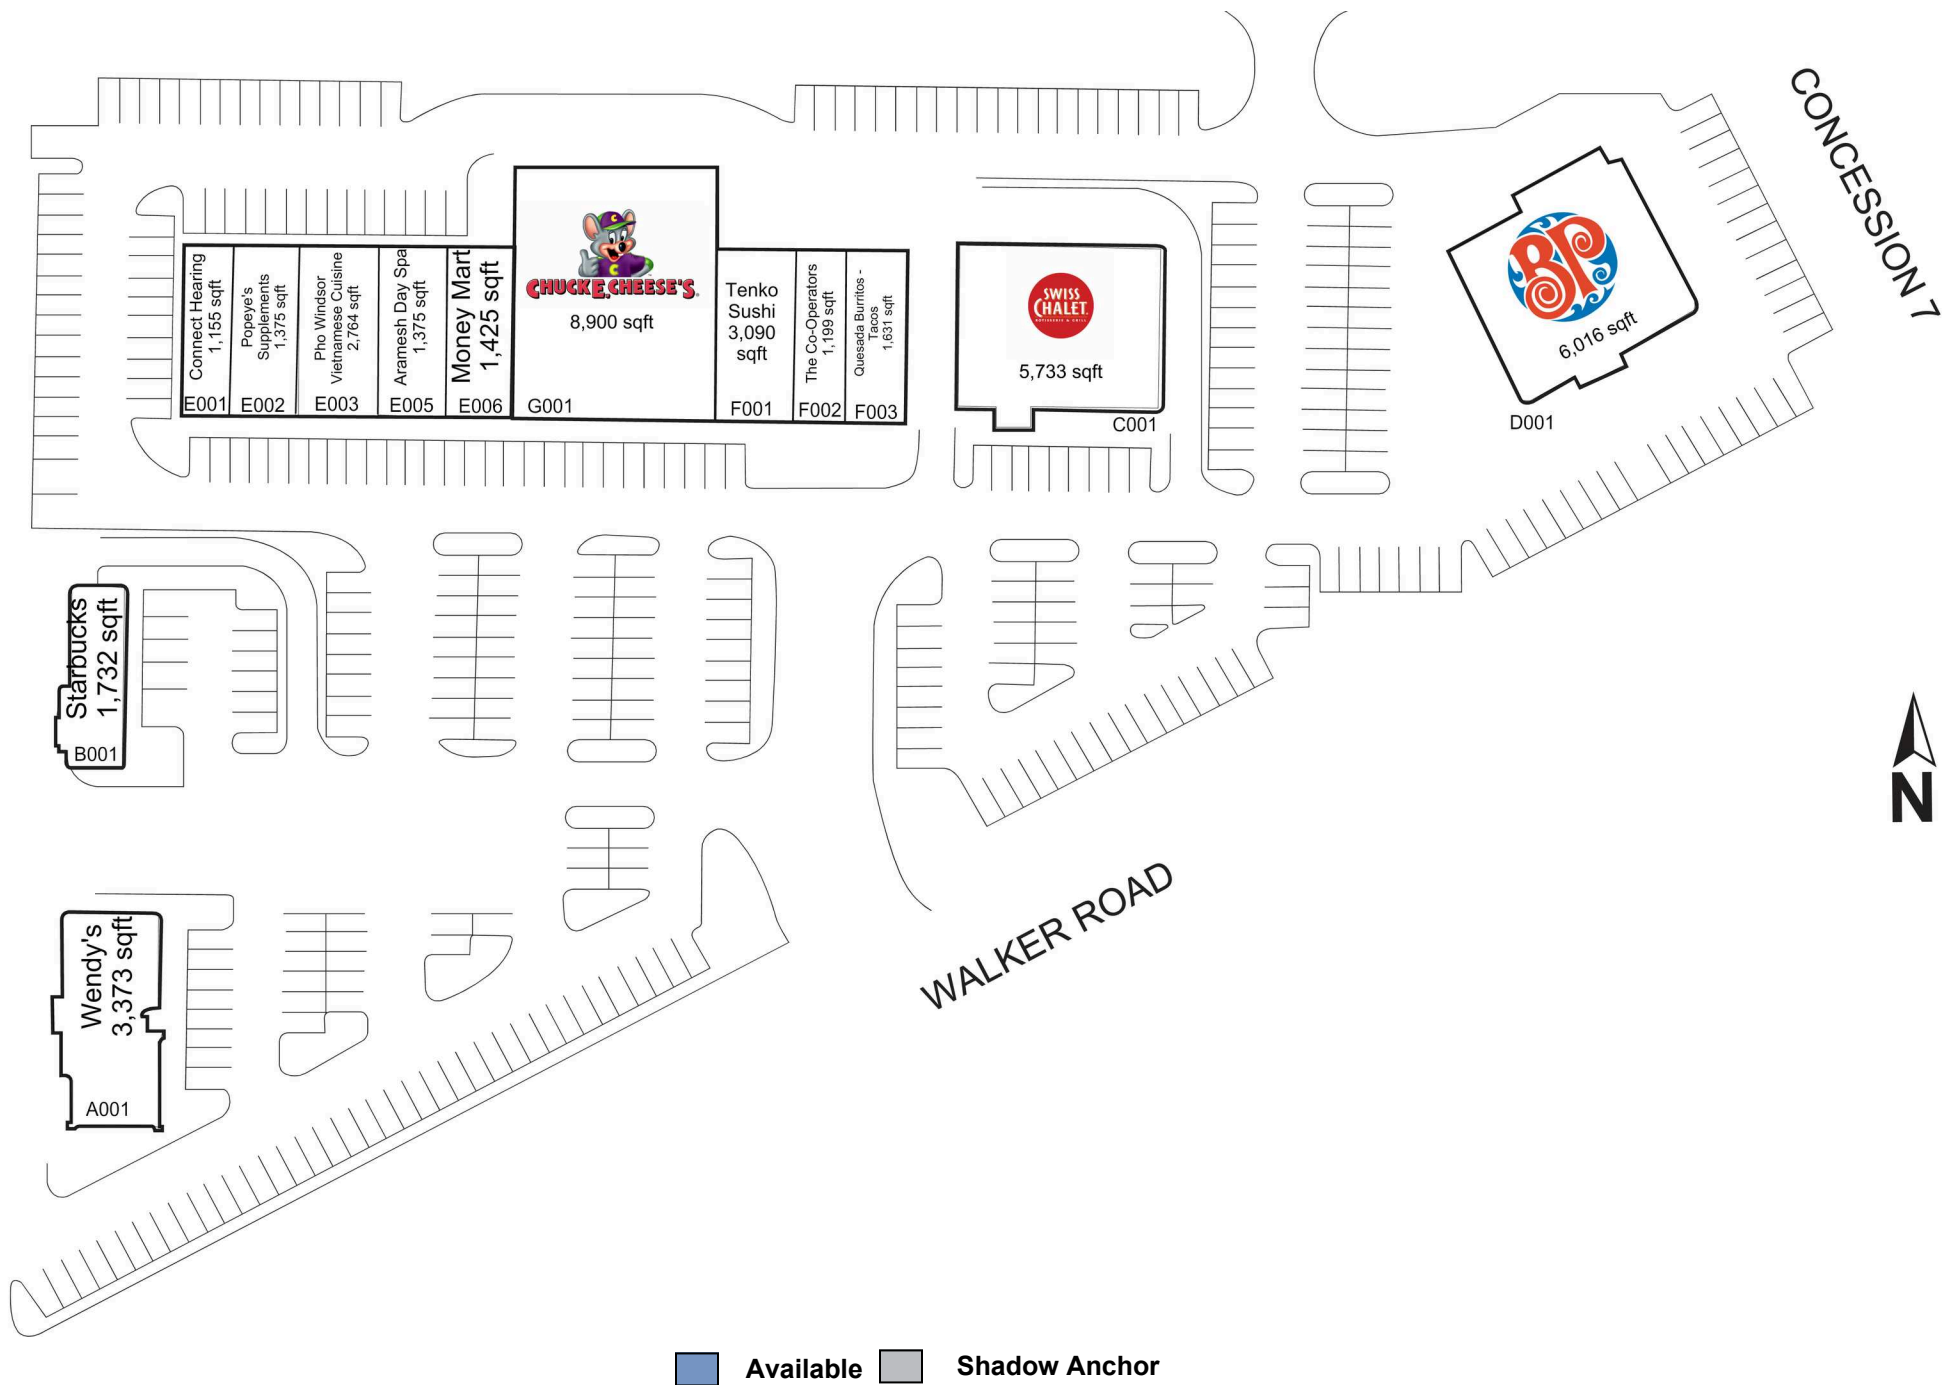 CONCESSION 7
Connect Hearing
1,155 sqft
E001
Popeye's
Supplements
1,375 sqft
E002
Pho Windsor
Vietnamese Cuisine
2,764 sqft
E003
Aramesh Day Spa
1,375 sqft
E005
Money Mart
1,425 sqft
E006
C
C
CHUCK E. CHEESE'S.
8,900 sqft
G001
Tenko
Sushi
3,090
sqft
F001
The Co-Operators
1,199 sqft
F002
Quesada Burritos -
Tacos
1,631 sqft
F003
SWISS
CHALET.
ROTISSERIE & GRILL
5,733 sqft
C001
BP
6,016 sqft
D001
Starbucks
1,732 sqft
B001
N
WALKER ROAD
Wendy's
3,373 sqft
A001
Available
Shadow Anchor